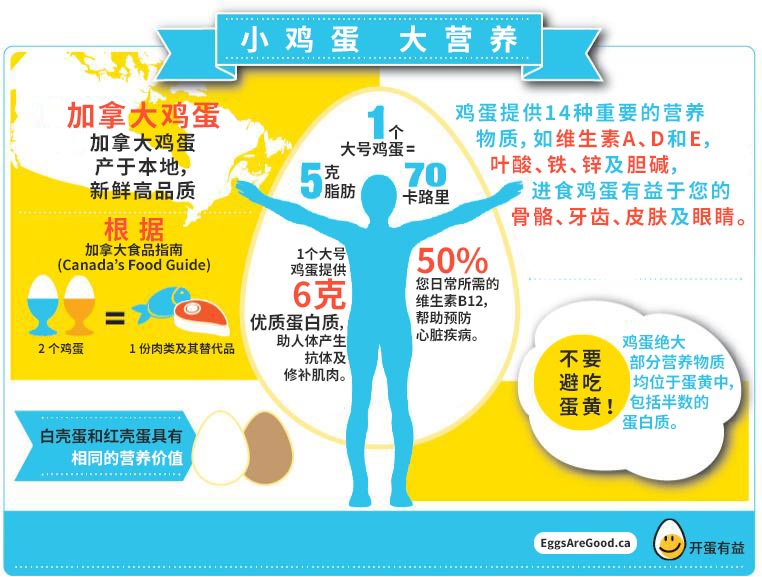 小鸡蛋 大营养
加拿大鸡蛋
加拿大鸡蛋
产于本地，
新鲜高品质
根据
加拿大食品指南
(Canada's Food Guide)
=
2 个鸡蛋
1 份肉类及其替代品
白壳蛋和红壳蛋具有
相同的营养价值
1个
大号鸡蛋=
5克
脂肪
70
卡路里
1个大号
鸡蛋提供
6克
优质蛋白质，
助人体产生
抗体及
修补肌肉。
50%
您日常所需的
维生素B12,
帮助预防
心脏疾病。
鸡蛋提供14种重要的营养
物质，如维生素A、D和E，
叶酸、铁、锌及胆碱，
进食鸡蛋有益于您的
骨骼、牙齿、皮肤及眼睛。
不要
避吃
蛋黄！
鸡蛋绝大
部分营养物质
均位于蛋黄中，
包括半数的
蛋白质。
EggsAreGood.ca
开蛋有益